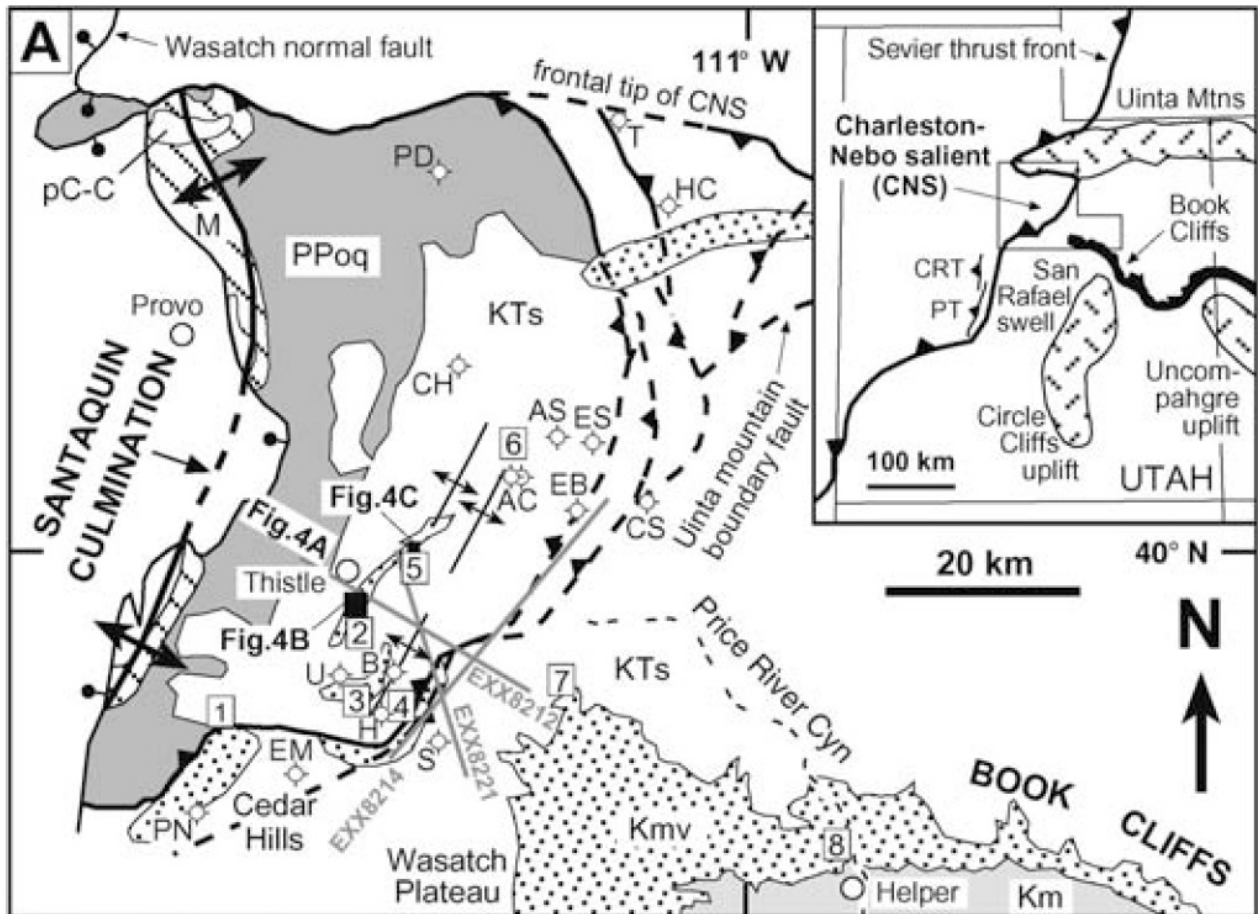 A
Wasatch normal fault
111° W
frontal tip of CNS
T
PD
pC-C
HC
M
PPoq
Provo
KTs
SANTAQUIN
CULMINATION
CH
AS
ES
6
AC
EB
Fig.4C
CS
Uinta mountain
boundary fault
Fig.4A
5
Thistle
Fig.4B
2
U
B
3
4
H
EXX8212
EXX8221
EXX8214
S
1
EM
PN
Cedar
Hills
7
KTs
Price River Cyn
Wasatch
Plateau
Kmv
8
BOOK
CLIFFS
Helper
Km
40° N
20 km
N
Sevier thrust front
Uinta Mtns
Charleston-
Nebo salient
(CNS)
Book
Cliffs
CRT
PT
San
Rafael
swell
Uncom-
pahgre
uplift
Circle
Cliffs
uplift
100 km
UTAH